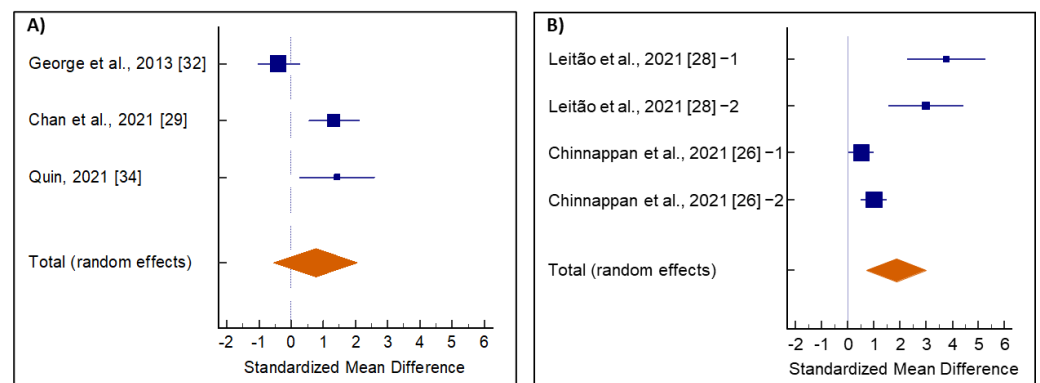 A)
George et al., 2013 [32]
Chan et al., 2021 [29]
Quin, 2021 [34]
Total (random effects)
-2 -1 0 1 2 3 4 5 6
Standardized Mean Difference
B)
Leitão et al., 2021 [28] −1
Leitão et al., 2021 [28] −2
Chinnappan et al., 2021 [26] −1
Chinnappan et al., 2021 [26] −2
Total (random effects)
-2 -1 0 1 2 3 4 5 6
Standardized Mean Difference